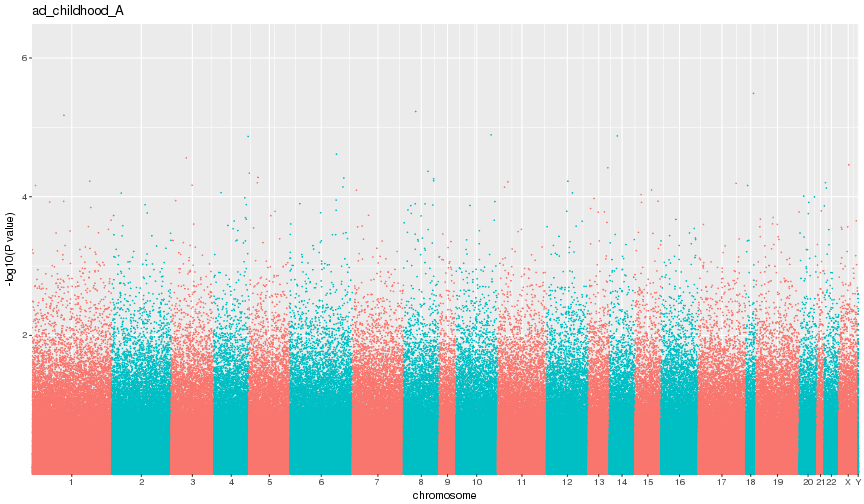 ad_childhood_A
6
4
2
-log10(P value)
1 2 3 4 5 6 7 8 9 10 11 12 13 14 15 16 17 18 19 20 21 22 X Y
chromosome